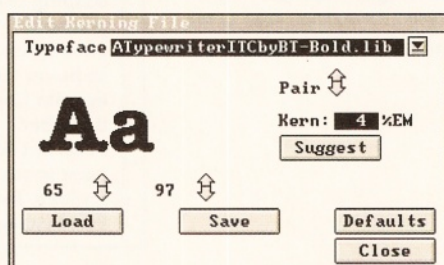 Edit Kerning File
Typeface ATypewriterITCbyBT-Bold.lib
Pair
Aa
Kern: 4 %EM
Suggest
65 97
Load Save Defaults
Close